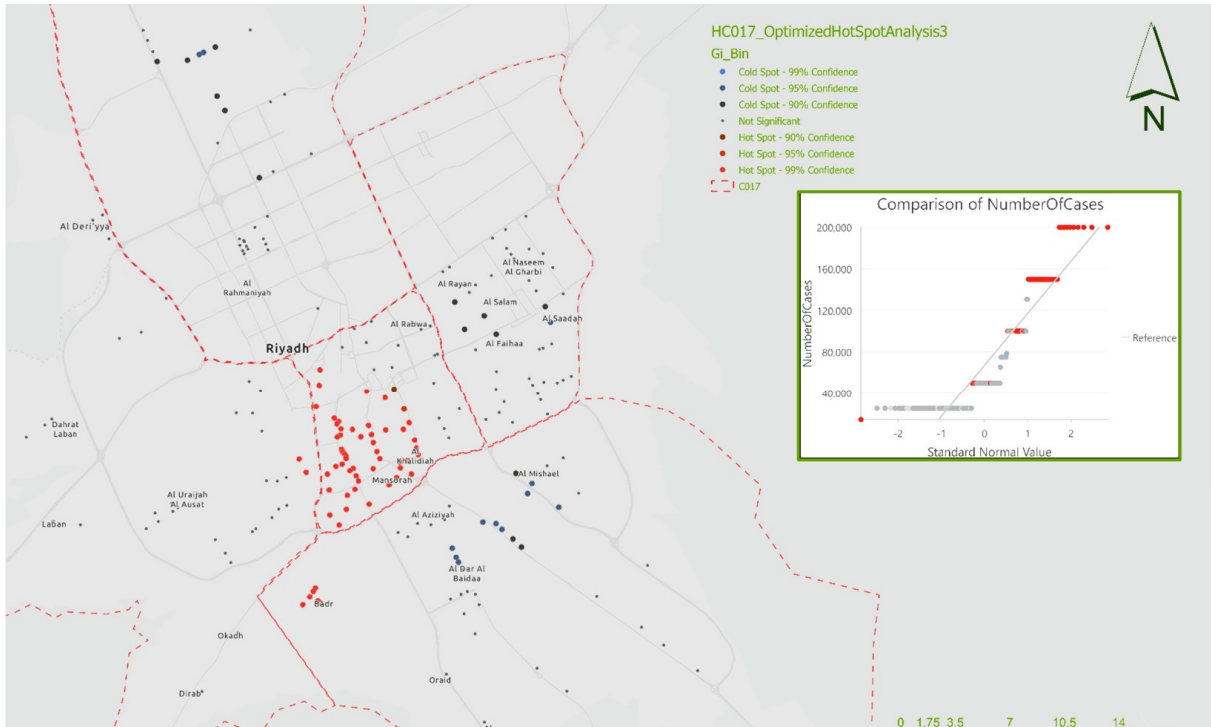 HC017_OptimizedHotSpotAnalysis3
Gi_Bin
Cold Spot - 99% Confidence
Cold Spot - 95% Confidence
Cold Spot - 90% Confidence
Not Significant
Hot Spot - 90% Confidence
Hot Spot - 95% Confidence
Hot Spot - 99% Confidence
C017
N
Comparison of NumberOfCases
200,000
160,000
120,000
80,000
40,000
NumberOfCases
-2 -1 0 1 2
Standard Normal Value
Reference
Al Deri'yya
Al Naseem
Al Gharbi
Al
Rahmaniyah
Al Rayan
Al Salam
Al Rabwa
Al Saadah
Al Faihaa
Riyadh
Dahrat
Laban
Al
Khalidiah
Mansorah
Al Mishael
Al Uraijah
Al Ausat
Laban
Al Aziziyah
Al Dar Al
Baidaa
Badr
Okadh
Oraid
Dirab
0 1.75 3.5 7 10.5 14